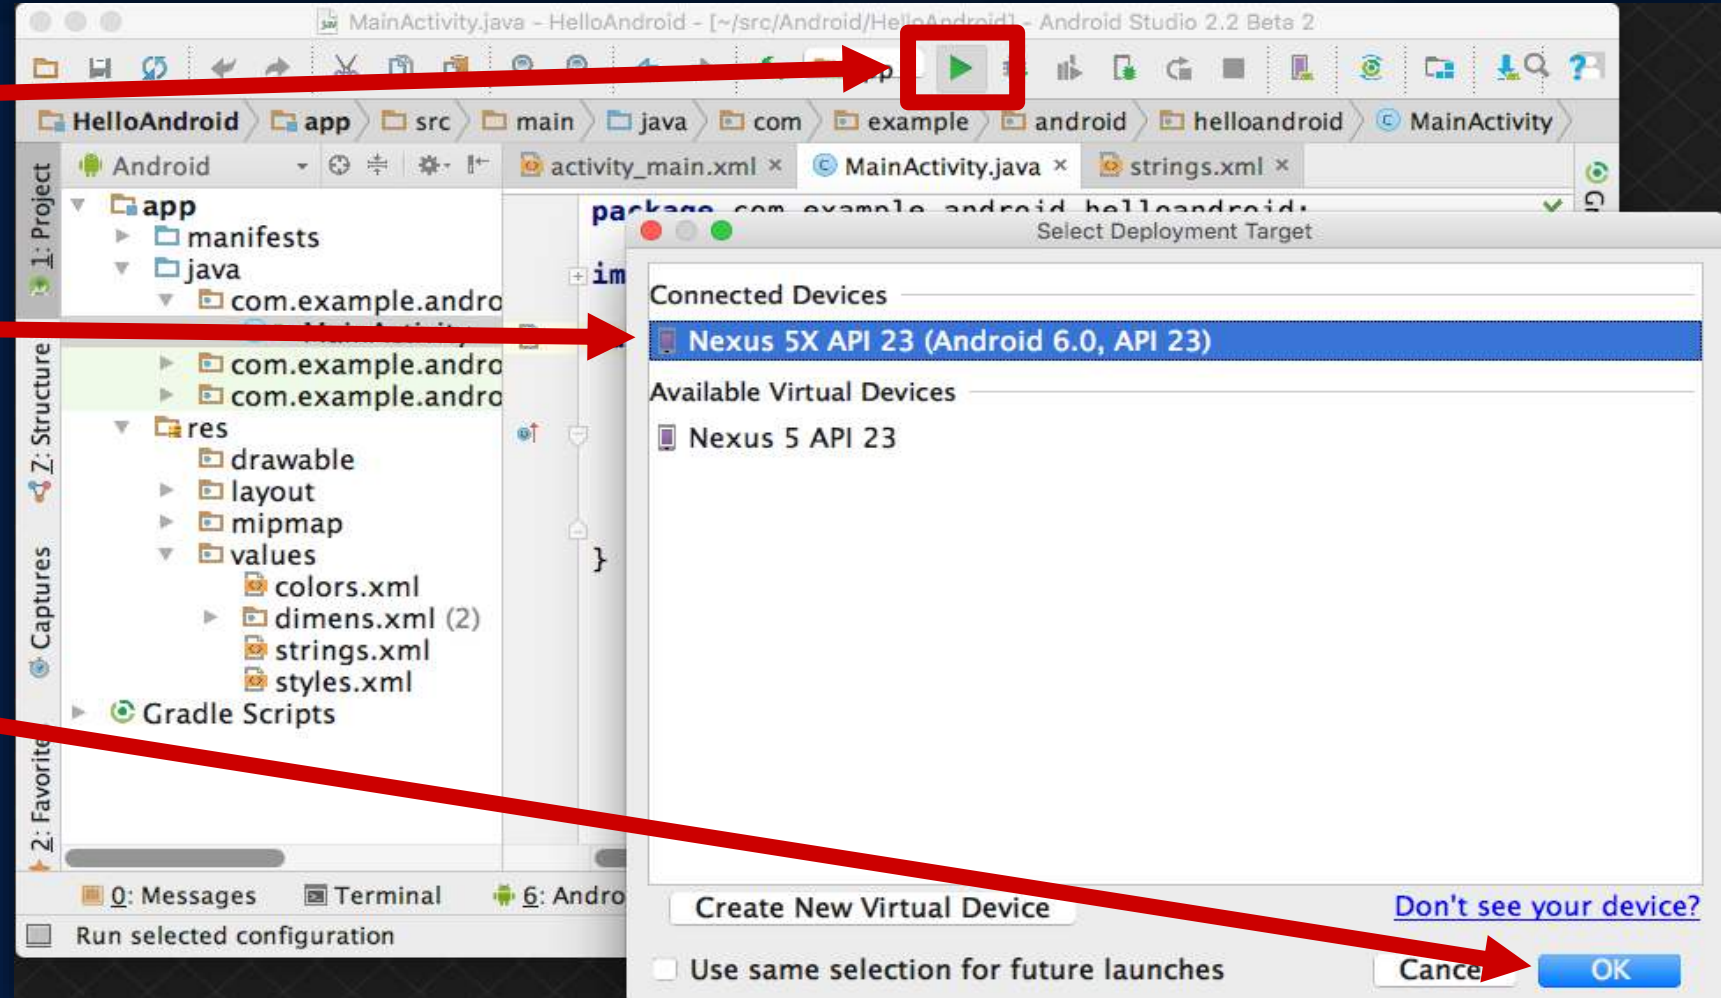 MainActivity.java - HelloAndroid - [~/src/Android/HelloAndroid] - Android Studio 2.2 Beta 2
HelloAndroid app src main java com example android helloandroid MainActivity
Android
activity_main.xml MainActivity.java strings.xml
1: Project
Z: Structure
Captures
2: Favorite
app
manifests
java
com.example.andro
MainActivity
com.example.andro
com.example.andro
res
drawable
layout
mipmap
values
colors.xml
dimens.xml (2)
strings.xml
styles.xml
Gradle Scripts
package com.example.android.helloandroid;
im
}
Select Deployment Target
Connected Devices
Nexus 5X API 23 (Android 6.0, API 23)
Available Virtual Devices
Nexus 5 API 23
Create New Virtual Device
Don't see your device?
Use same selection for future launches
Cance
OK
0: Messages Terminal 6: Andro
Run selected configuration